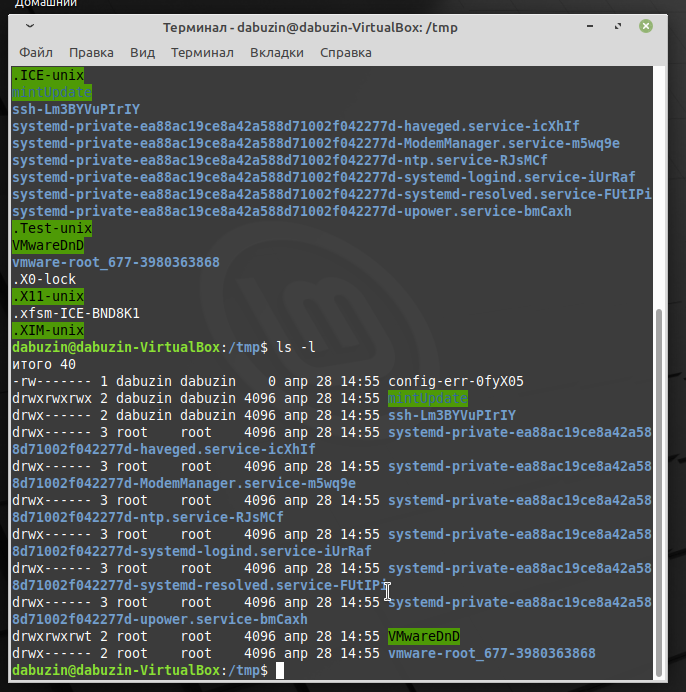 Домашний
Терминал - dabuzin@dabuzin-VirtualBox: /tmp
Файл Правка Вид Терминал Вкладки Справка
.ICE-unix
mintUpdate
ssh-Lm3BYVuPIrIY
systemd-private-ea88ac19ce8a42a588d71002f042277d-haveged.service-icXhIf
systemd-private-ea88ac19ce8a42a588d71002f042277d-ModemManager.service-m5wq9e
systemd-private-ea88ac19ce8a42a588d71002f042277d-ntp.service-RJsMCf
systemd-private-ea88ac19ce8a42a588d71002f042277d-systemd-logind.service-iUrRaf
systemd-private-ea88ac19ce8a42a588d71002f042277d-systemd-resolved.service-FUtIPi
systemd-private-ea88ac19ce8a42a588d71002f042277d-upower.service-bmCaxh
.Test-unix
VMwareDnD
vmware-root_677-3980363868
.X0-lock
.X11-unix
.xfsm-ICE-BND8K1
.XIM-unix
dabuzin@dabuzin-VirtualBox:/tmp$ ls -l
итого 40
-rw------- 1 dabuzin dabuzin    0 апр 28 14:55 config-err-0fyX05
drwxrwxrwx 2 dabuzin dabuzin 4096 апр 28 14:55 mintUpdate
drwx------ 2 dabuzin dabuzin 4096 апр 28 14:55 ssh-Lm3BYVuPIrIY
drwx------ 3 root    root    4096 апр 28 14:55 systemd-private-ea88ac19ce8a42a58
8d71002f042277d-haveged.service-icXhIf
drwx------ 3 root    root    4096 апр 28 14:55 systemd-private-ea88ac19ce8a42a58
8d71002f042277d-ModemManager.service-m5wq9e
drwx------ 3 root    root    4096 апр 28 14:55 systemd-private-ea88ac19ce8a42a58
8d71002f042277d-ntp.service-RJsMCf
drwx------ 3 root    root    4096 апр 28 14:55 systemd-private-ea88ac19ce8a42a58
8d71002f042277d-systemd-logind.service-iUrRaf
drwx------ 3 root    root    4096 апр 28 14:55 systemd-private-ea88ac19ce8a42a58
8d71002f042277d-systemd-resolved.service-FUtIPi
drwx------ 3 root    root    4096 апр 28 14:55 systemd-private-ea88ac19ce8a42a58
8d71002f042277d-upower.service-bmCaxh
drwxrwxrwt 2 root    root    4096 апр 28 14:55 VMwareDnD
drwx------ 2 root    root    4096 апр 28 14:55 vmware-root_677-3980363868
dabuzin@dabuzin-VirtualBox:/tmp$